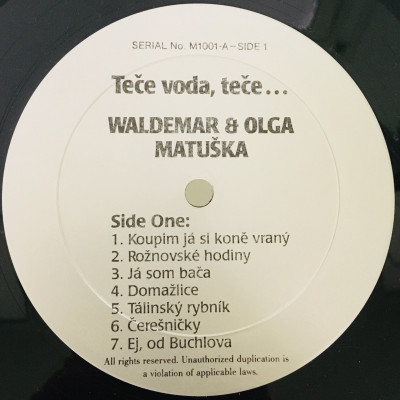 SERIAL No. M1001-A-SIDE 1
Teče voda, teče...
WALDEMAR & OLGA
MATUŠKA
Side One:
1. Koupim já si koně vraný
2. Rožnovské hodiny
3. Já som bača
4. Domažlice
5. Tálinský rybník
6. Čerešničky
7. Ej, od Buchlova
All rights reserved. Unauthorized duplication is
a violation of applicable laws.